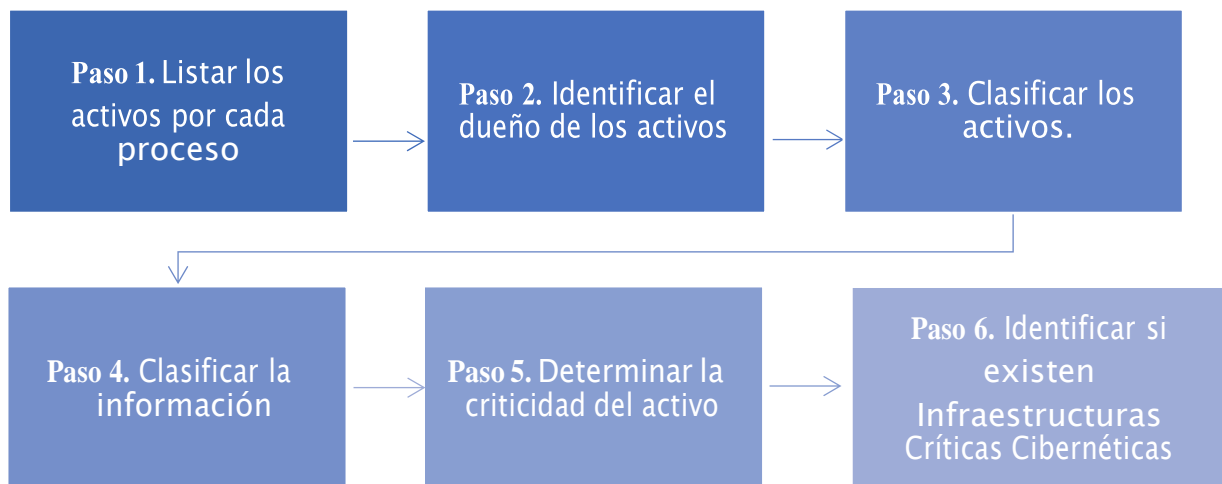 Paso 1. Listar los
activos por cada
proceso
Paso 2. Identificar el
dueño de los activos
Paso 3. Clasificar los
activos.
Paso 4. Clasificar la
información
Paso 5. Determinar la
criticidad del activo
Paso 6. Identificar si
existen
Infraestructuras
Críticas Cibernéticas